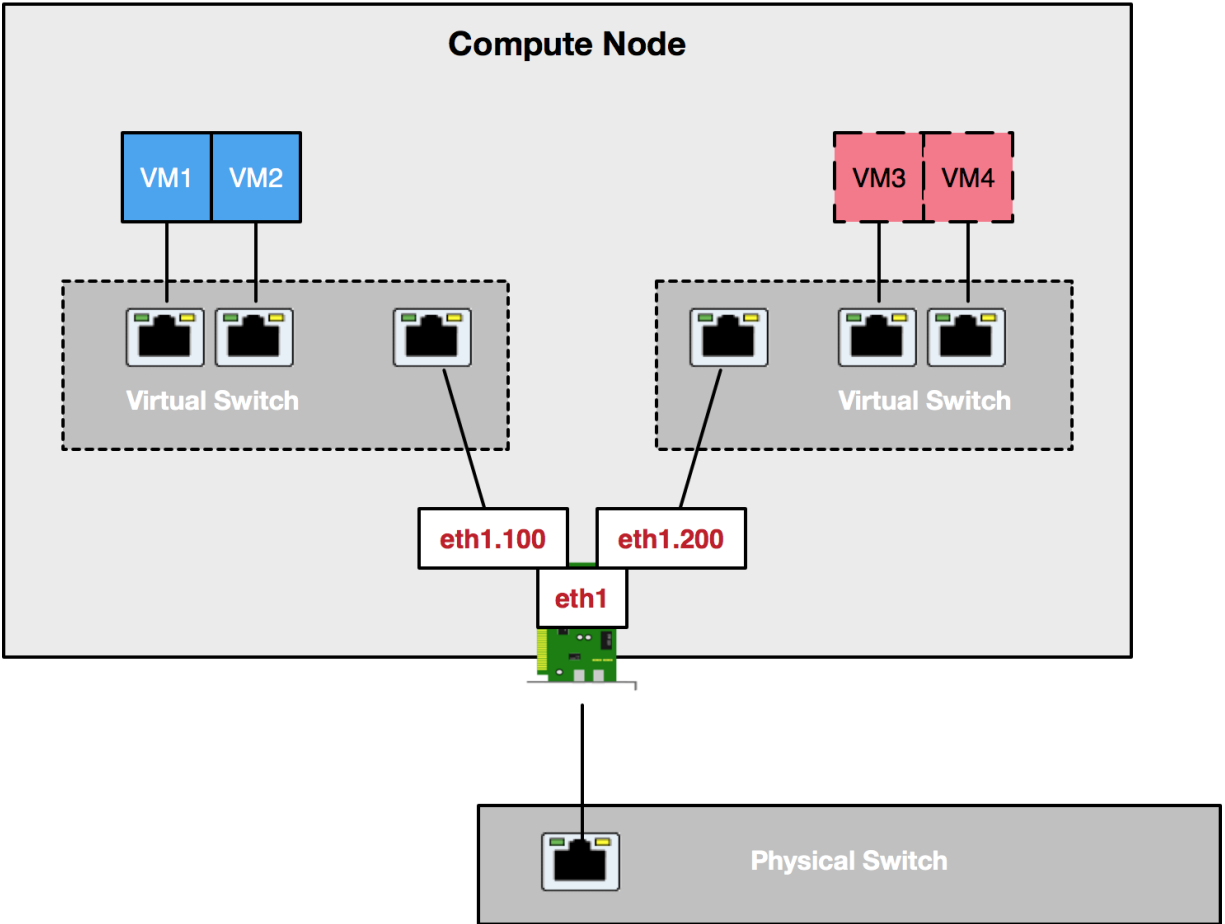 Compute Node
VM1 VM2 VM3 VM4
Virtual Switch Virtual Switch
eth1.100 eth1.200
eth1
Physical Switch